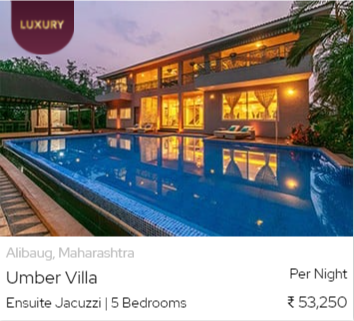 LUXURY
Alibaug, Maharashtra
Umber Villa
Per Night
Ensuite Jacuzzi | 5 Bedrooms
₹ 53,250